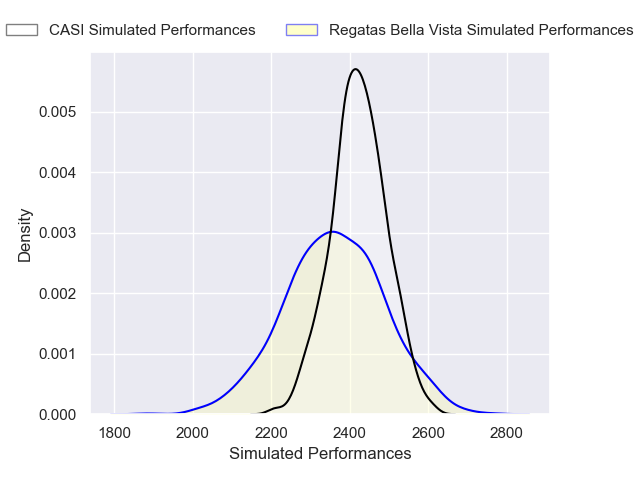 CASI Simulated Performances
Regatas Bella Vista Simulated Performances
Density
0.005
0.004
0.003
0.002
0.001
0.000
1800 2000 2200 2400 2600 2800
Simulated Performances